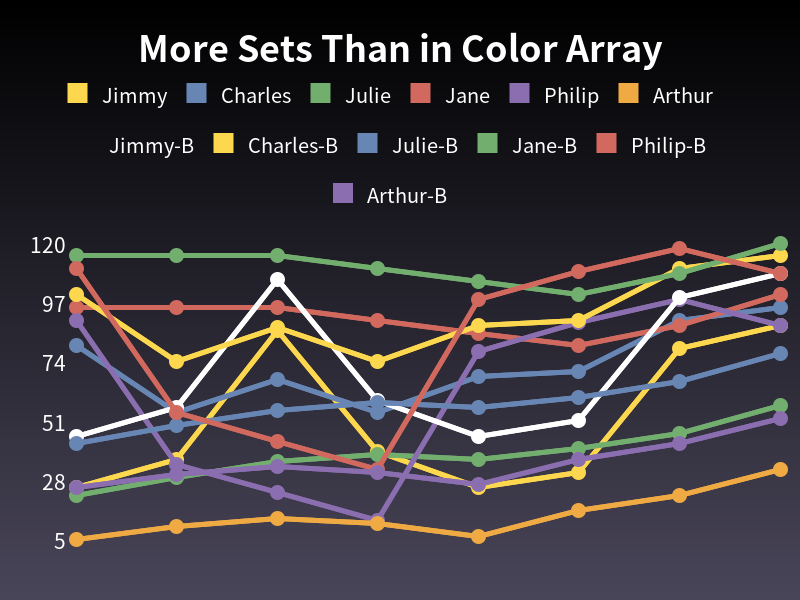 More Sets Than in Color Array
Jimmy Charles Julie Jane Philip Arthur
Jimmy-B Charles-B Julie-B Jane-B Philip-B
Arthur-B
120
97
74
51
28
5